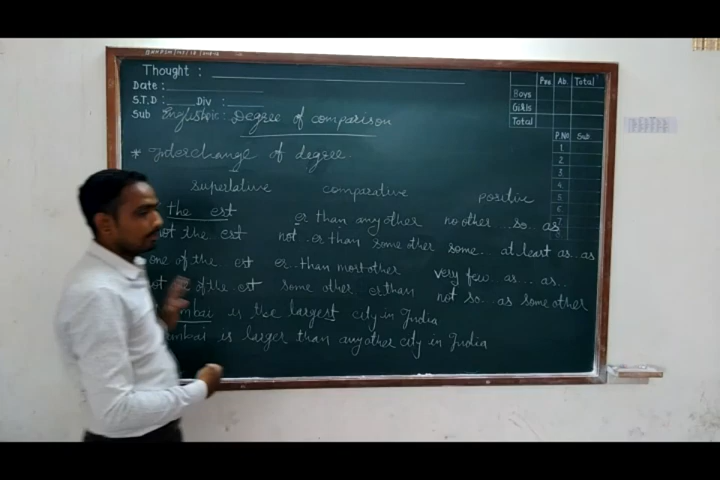 Thought :
Pre. Ab. Total
Date :
Boys
S.T.D : Div :
Girls
Sub English Degree of comparison
Total
P.NO. Sub
* Interchange of degree
1.
2
3
4
5
6
7
superlative comparative positive
the est er than any other no other....so...as
not the est not ..er than some other some.. at least as..as
one of the est er..than most other very few as.... as..
not one of the est some other er than not so...as some other
is the largest city in India
is larger than any other city in India